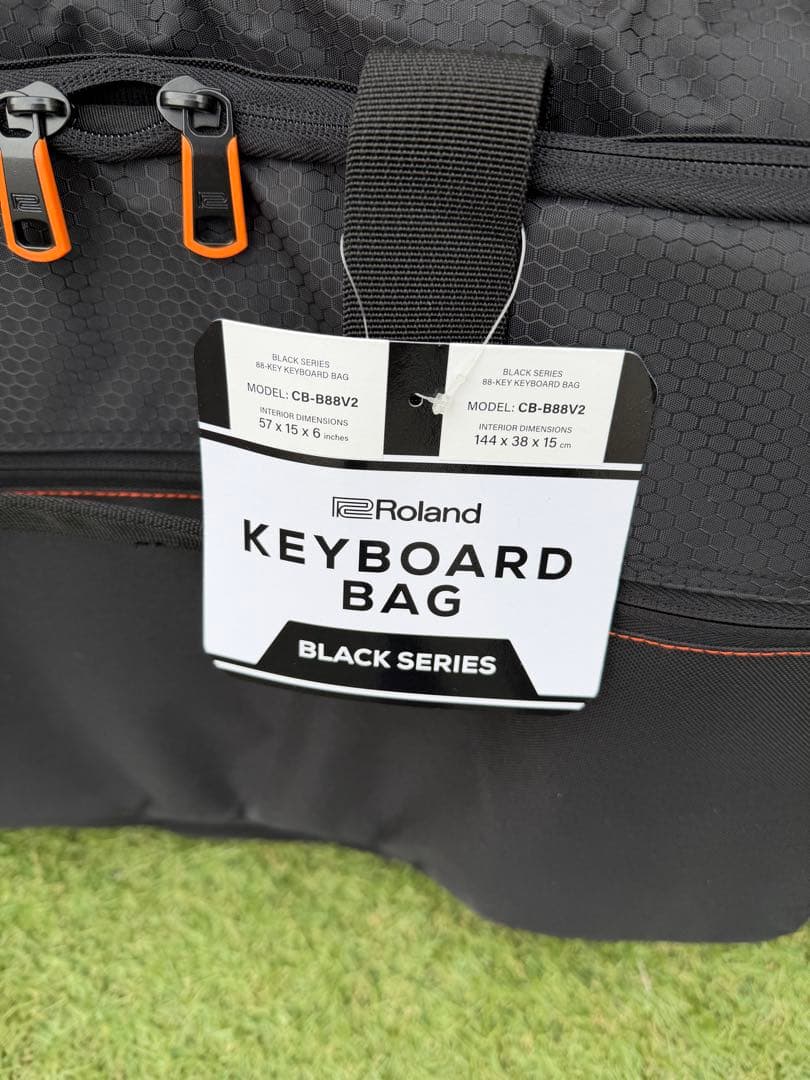 BLACK SERIES
88-KEY KEYBOARD BAG
MODEL: CB-B88V2
INTERIOR DIMENSIONS
57 x 15 x 6 inches
BLACK SERIES
88-KEY KEYBOARD BAG
MODEL: CB-B88V2
INTERIOR DIMENSIONS
144 x 38 x 15 cm
Roland
KEYBOARD
BAG
BLACK SERIES